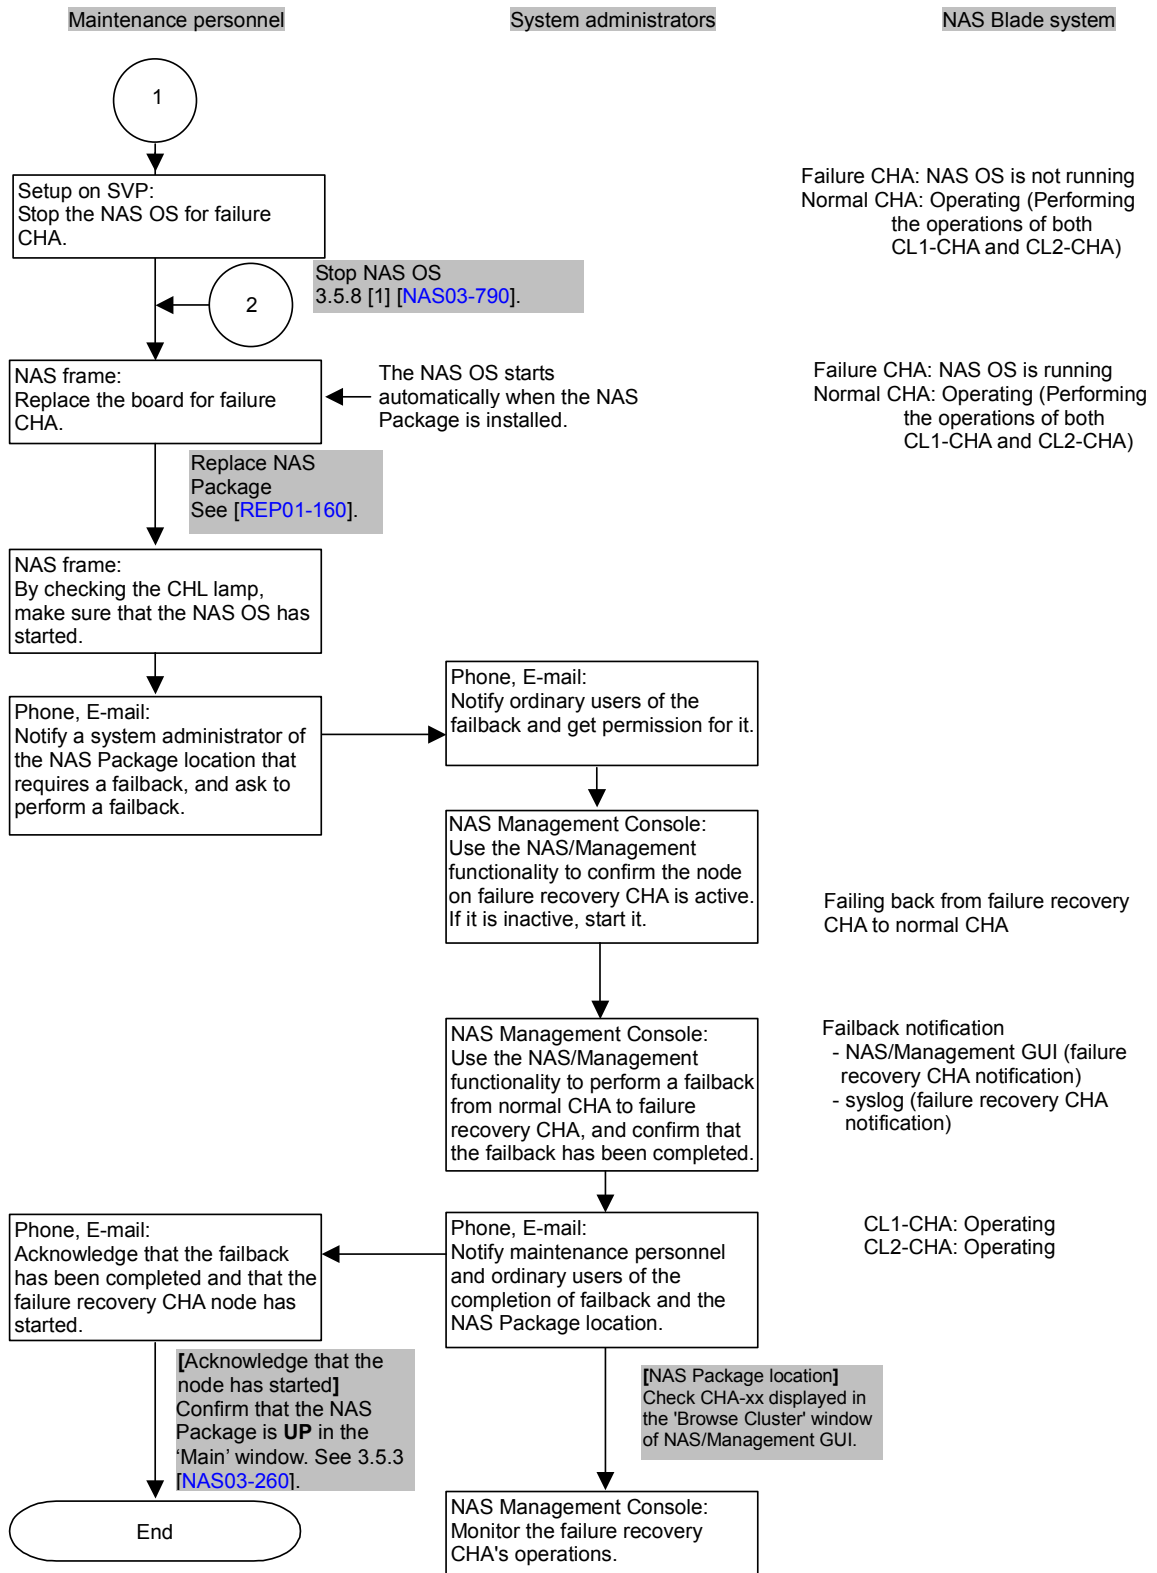 Maintenance personnel
System administrators
NAS Blade system
1
Setup on SVP:
Stop the NAS OS for failure
CHA.
Failure CHA: NAS OS is not running
Normal CHA: Operating (Performing
the operations of both
CL1-CHA and CL2-CHA)
Stop NAS OS
3.5.8 [1] [NAS03-790].
2
NAS frame:
Replace the board for failure
CHA.
The NAS OS starts
automatically when the NAS
Package is installed.
Failure CHA: NAS OS is running
Normal CHA: Operating (Performing
the operations of both
CL1-CHA and CL2-CHA)
Replace NAS
Package
See [REP01-160].
NAS frame:
By checking the CHL lamp,
make sure that the NAS OS has
started.
Phone, E-mail:
Notify a system administrator of
the NAS Package location that
requires a failback, and ask to
perform a failback.
Phone, E-mail:
Notify ordinary users of the
failback and get permission for it.
NAS Management Console:
Use the NAS/Management
functionality to confirm the node
on failure recovery CHA is active.
If it is inactive, start it.
Failing back from failure recovery
CHA to normal CHA
NAS Management Console:
Use the NAS/Management
functionality to perform a failback
from normal CHA to failure
recovery CHA, and confirm that
the failback has been completed.
Failback notification
- NAS/Management GUI (failure
recovery CHA notification)
- syslog (failure recovery CHA
notification)
Phone, E-mail:
Acknowledge that the failback
has been completed and that the
failure recovery CHA node has
started.
Phone, E-mail:
Notify maintenance personnel
and ordinary users of the
completion of failback and the
NAS Package location.
CL1-CHA: Operating
CL2-CHA: Operating
[Acknowledge that the
node has started]
Confirm that the NAS
Package is UP in the
‘Main’ window. See 3.5.3
[NAS03-260].
[NAS Package location]
Check CHA-xx displayed in
the 'Browse Cluster' window
of NAS/Management GUI.
End
NAS Management Console:
Monitor the failure recovery
CHA's operations.